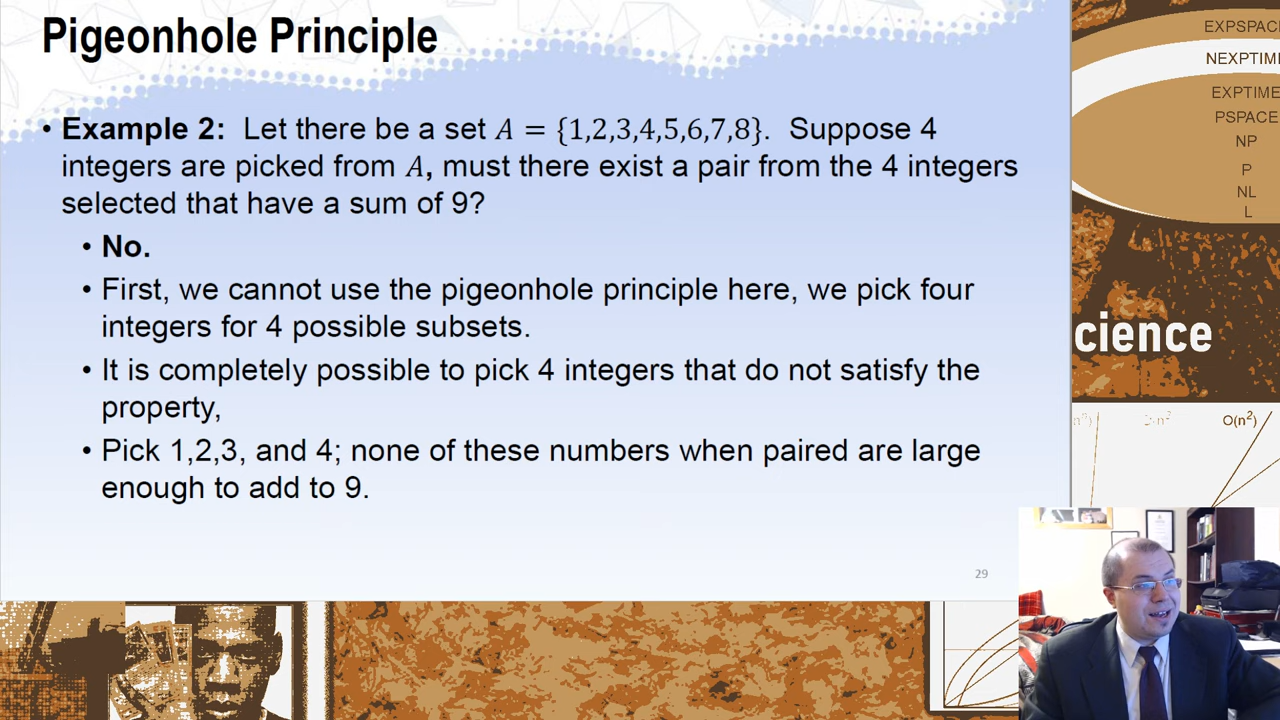 Pigeonhole Principle
• Example 2: Let there be a set A = {1,2,3,4,5,6,7,8}. Suppose 4
integers are picked from A, must there exist a pair from the 4 integers
selected that have a sum of 9?
• No.
• First, we cannot use the pigeonhole principle here, we pick four
integers for 4 possible subsets.
• It is completely possible to pick 4 integers that do not satisfy the
property,
• Pick 1,2,3, and 4; none of these numbers when paired are large
enough to add to 9.
29
EXPSPAC
NEXPTIM
EXPTIME
PSPACE
NP
P
NL
L
cience
O(n²)